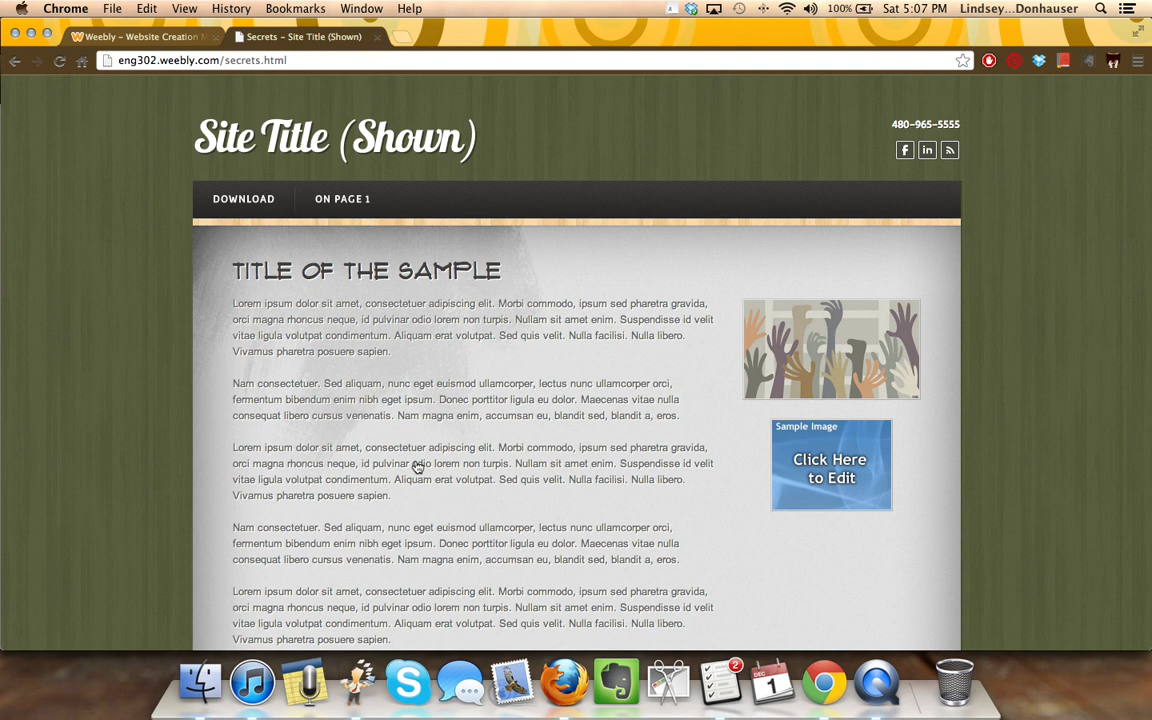 Chrome File Edit View History Bookmarks Window Help 100% Sat 5:07 PM Lindsey...Donhauser
Weebly - Website Creation M
Secrets - Site Title (Shown)
eng302.weebly.com/secrets.html
Site Title (Shown)
480-965-5555
DOWNLOAD
ON PAGE 1
TITLE OF THE SAMPLE
Lorem ipsum dolor sit amet, consectetuer adipiscing elit. Morbi commodo, ipsum sed pharetra gravida,
orci magna rhoncus neque, id pulvinar odio lorem non turpis. Nullam sit amet enim. Suspendisse id velit
vitae ligula volutpat condimentum. Aliquam erat volutpat. Sed quis velit. Nulla facilisi. Nulla libero.
Vivamus pharetra posuere sapien.
Nam consectetuer. Sed aliquam, nunc eget euismod ullamcorper, lectus nunc ullamcorper orci,
fermentum bibendum enim nibh eget ipsum. Donec porttitor ligula eu dolor. Maecenas vitae nulla
consequat libero cursus venenatis. Nam magna enim, accumsan eu, blandit sed, blandit a, eros.
Lorem ipsum dolor sit amet, consectetuer adipiscing elit. Morbi commodo, ipsum sed pharetra gravida,
orci magna rhoncus neque, id pulvinar odio lorem non turpis. Nullam sit amet enim. Suspendisse id velit
vitae ligula volutpat condimentum. Aliquam erat volutpat. Sed quis velit. Nulla facilisi. Nulla libero.
Vivamus pharetra posuere sapien.
Nam consectetuer. Sed aliquam, nunc eget euismod ullamcorper, lectus nunc ullamcorper orci,
fermentum bibendum enim nibh eget ipsum. Donec porttitor ligula eu dolor. Maecenas vitae nulla
consequat libero cursus venenatis. Nam magna enim, accumsan eu, blandit sed, blandit a, eros.
Lorem ipsum dolor sit amet, consectetuer adipiscing elit. Morbi commodo, ipsum sed pharetra gravida,
orci magna rhoncus neque, id pulvinar odio lorem non turpis. Nullam sit amet enim. Suspendisse id velit
vitae ligula volutpat condimentum. Aliquam erat volutpat. Sed quis velit. Nulla facilisi. Nulla libero.
Vivamus pharetra posuere sapien.
Sample Image
Click Here
to Edit
2
DEC
1